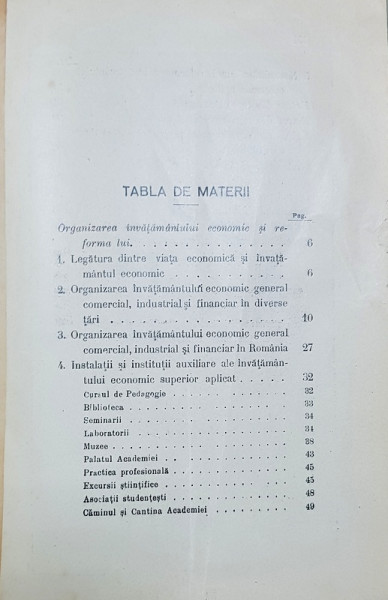 TABLA DE MATERII
Pag.
Organizarea învățământului economic și re-
forma lui. . . . . . . . . . . . . . 6
1. Legătura dintre viața economică și învață-
mântul economic . . . . . . . . . . . 6
2. Organizarea învățământului economic general
comercial, industrial și financiar în diverse
țări . . . . . . . . . . . . . . . 10
3. Organizarea învățământului economic general
comercial, industrial și financiar în România 27
4. Instalații și instituții auxiliare ale învățămân-
tului economic superior aplicat . . . . . 32
Cursul de Pedagogie . . . . . . . . . . 32
Biblioteca . . . . . . . . . . . . . . 33
Seminarii . . . . . . . . . . . . . . 34
Laboratorii . . . . . . . . . . . . . 34
Muzee . . . . . . . . . . . . . . . 38
Palatul Academiei . . . . . . . . . . . 43
Practica profesională . . . . . . . . . . 45
Excursii științifice . . . . . . . . . . . 45
Asociații studențești . . . . . . . . . . 48
Căminul și Cantina Academiei . . . . . . . . 49